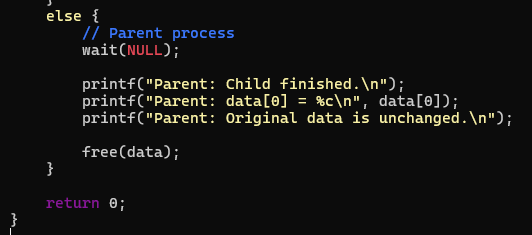 }
else {
// Parent process
wait(NULL);
printf("Parent: Child finished.\n");
printf("Parent: data[0] = %c\n", data[0]);
printf("Parent: Original data is unchanged.\n");
free(data);
}
return 0;
}